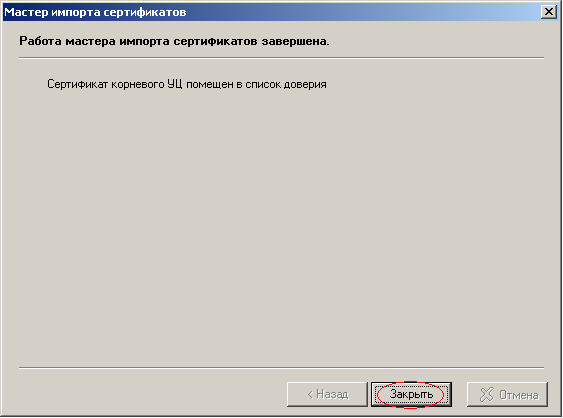 Мастер импорта сертификатов
Работа мастера импорта сертификатов завершена.
Сертификат корневого УЦ помещен в список доверия
< Назад
Закрыть
Отмена